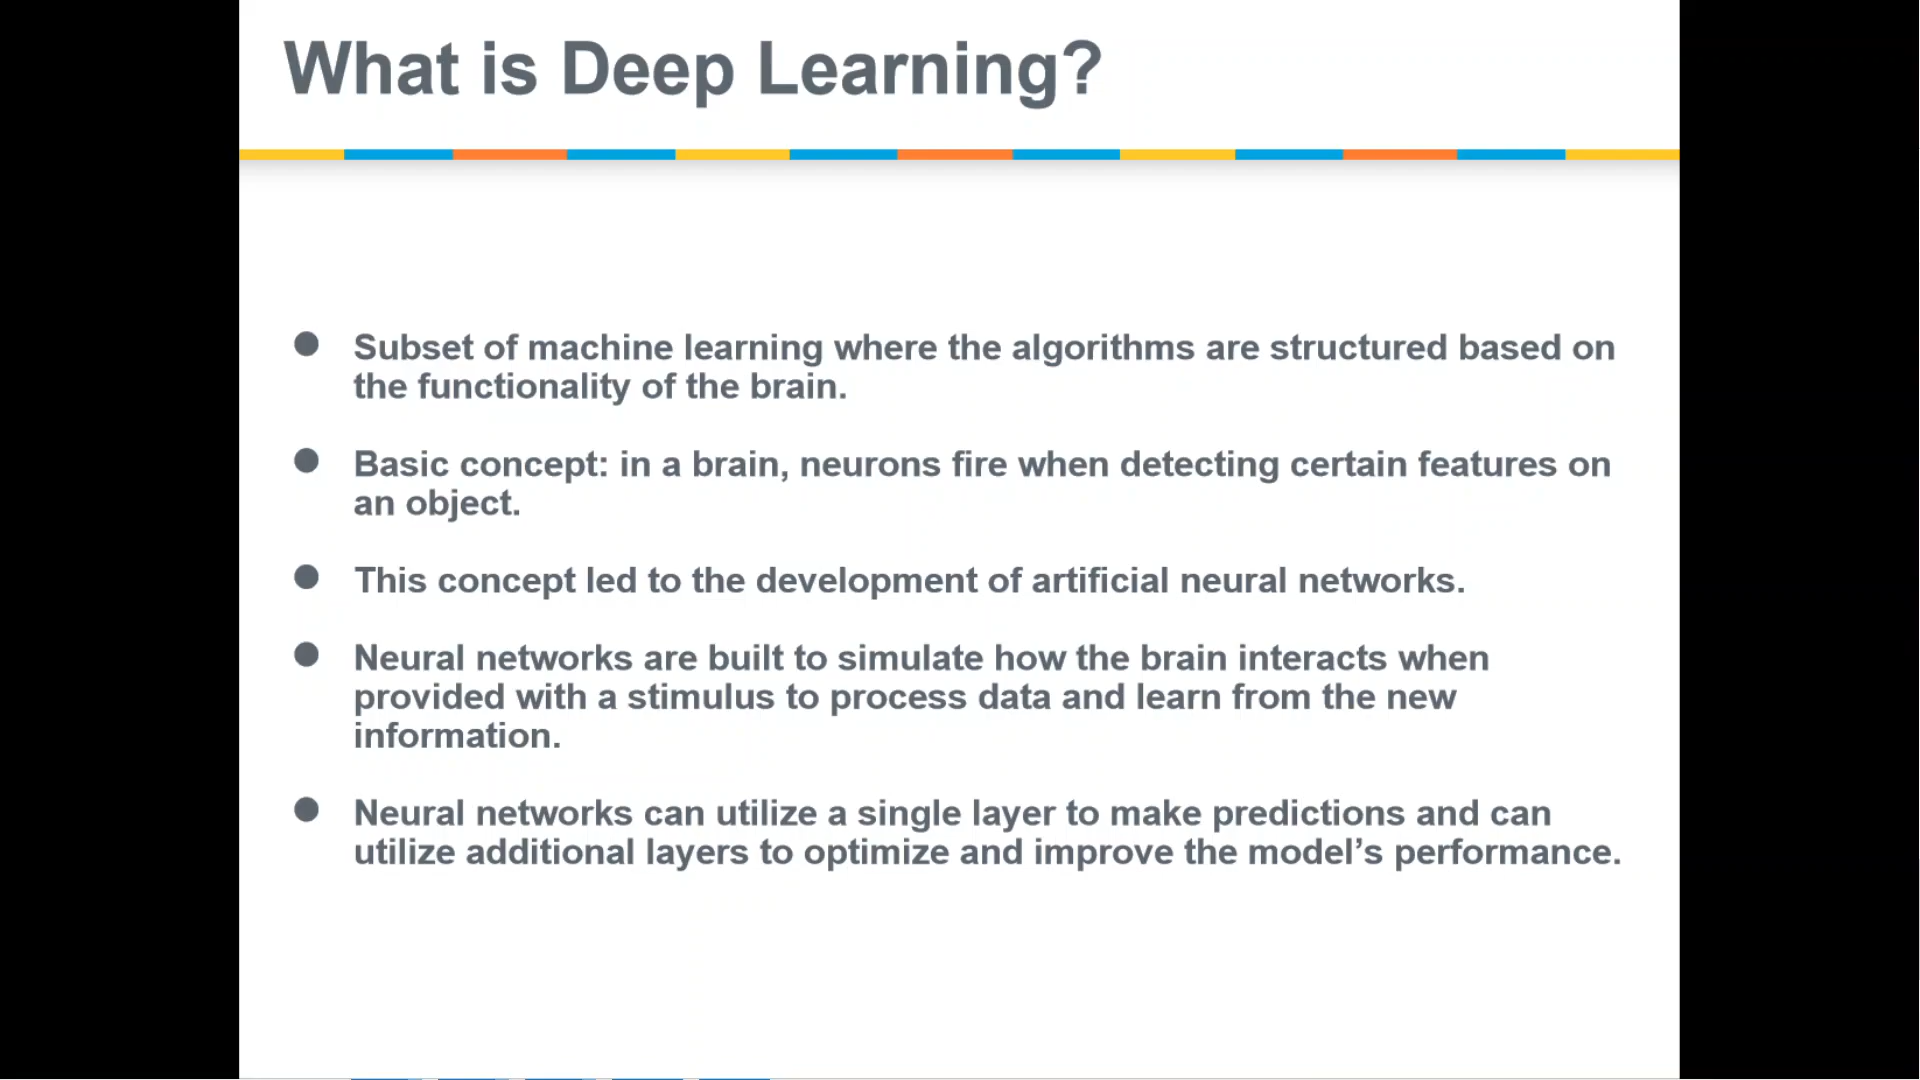 What is Deep Learning?
● Subset of machine learning where the algorithms are structured based on
the functionality of the brain.
● Basic concept: in a brain, neurons fire when detecting certain features on
an object.
● This concept led to the development of artificial neural networks.
● Neural networks are built to simulate how the brain interacts when
provided with a stimulus to process data and learn from the new
information.
● Neural networks can utilize a single layer to make predictions and can
utilize additional layers to optimize and improve the model’s performance.